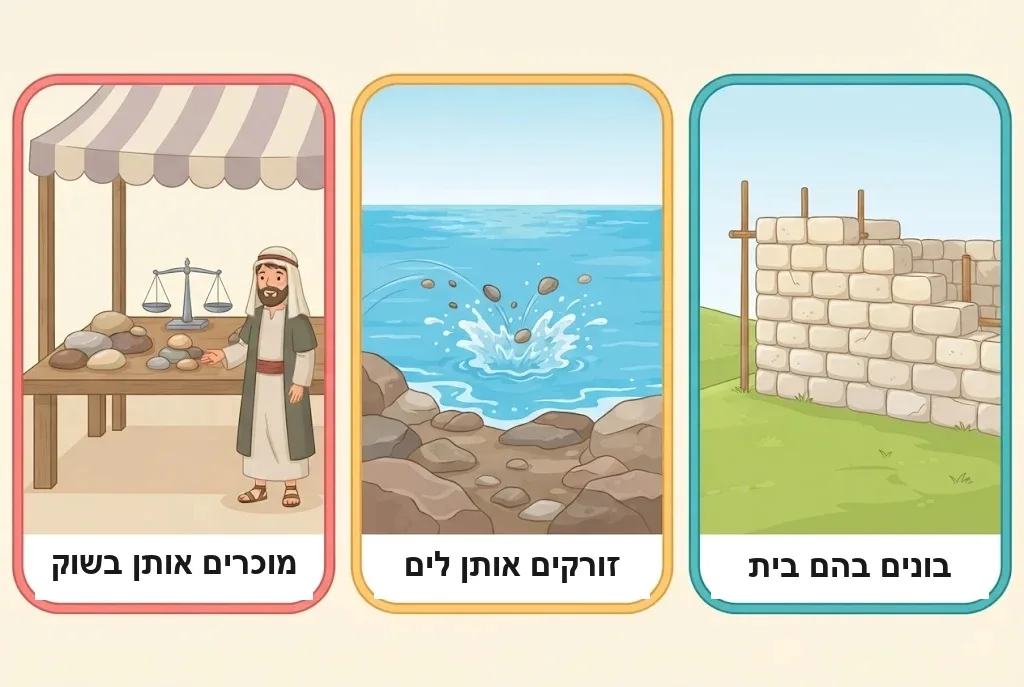 בונים בהם בית
זורקים אותן לים
מוכרים אותן בשוק